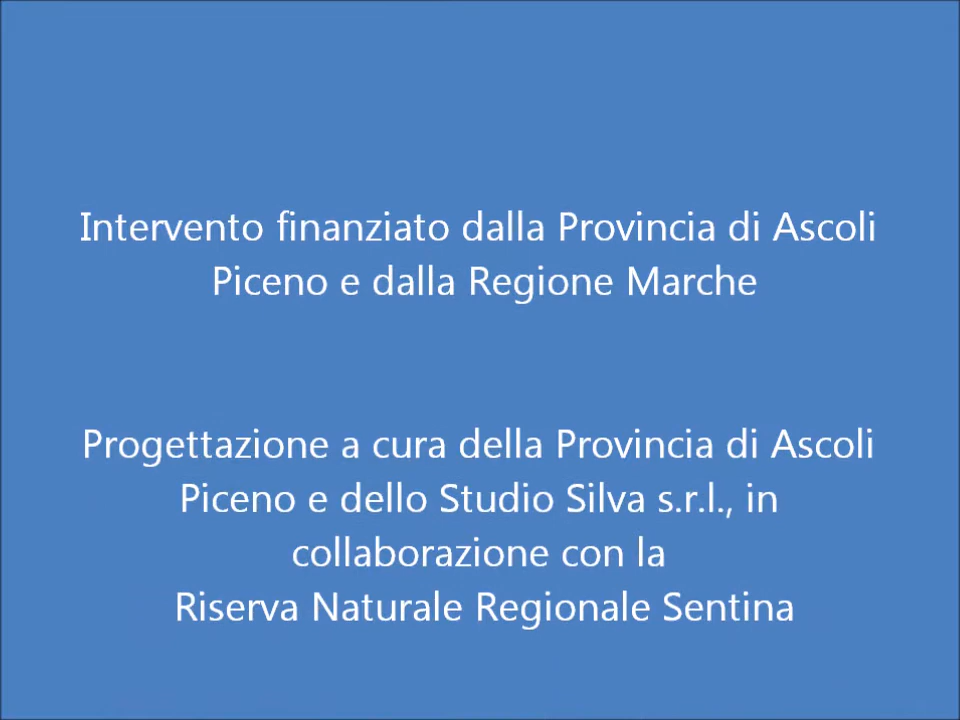 Intervento finanziato dalla Provincia di Ascoli
Piceno e dalla Regione Marche
Progettazione a cura della Provincia di Ascoli
Piceno e dello Studio Silva s.r.l., in
collaborazione con la
Riserva Naturale Regionale Sentina